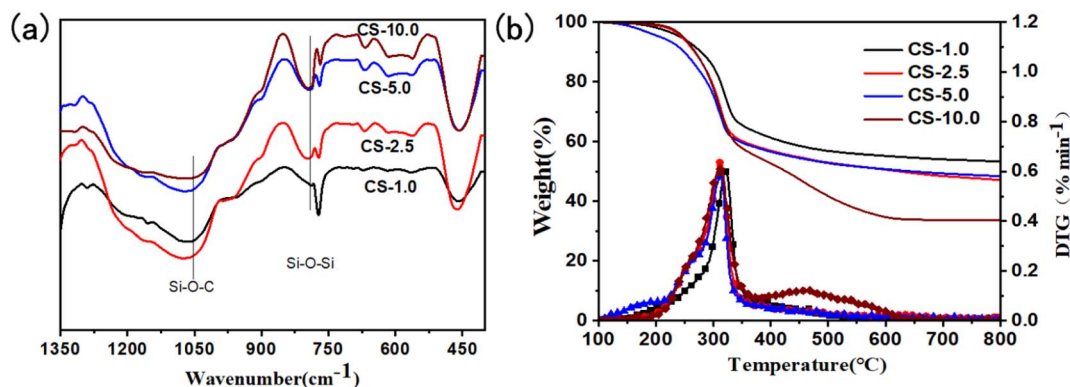 (a)
CS-10.0
CS-5.0
CS-2.5
CS-1.0
Si-O-Si
Si-O-C
1350 1200 1050 900 750 600 450
Wavenumber(cm⁻¹)
(b)
Weight(%)
100
80
60
40
20
0
CS-1.0
CS-2.5
CS-5.0
CS-10.0
1.2
1.0
0.8
0.6
0.4
0.2
0.0
DTG ( % min⁻¹)
100 200 300 400 500 600 700 800
Temperature(°C)